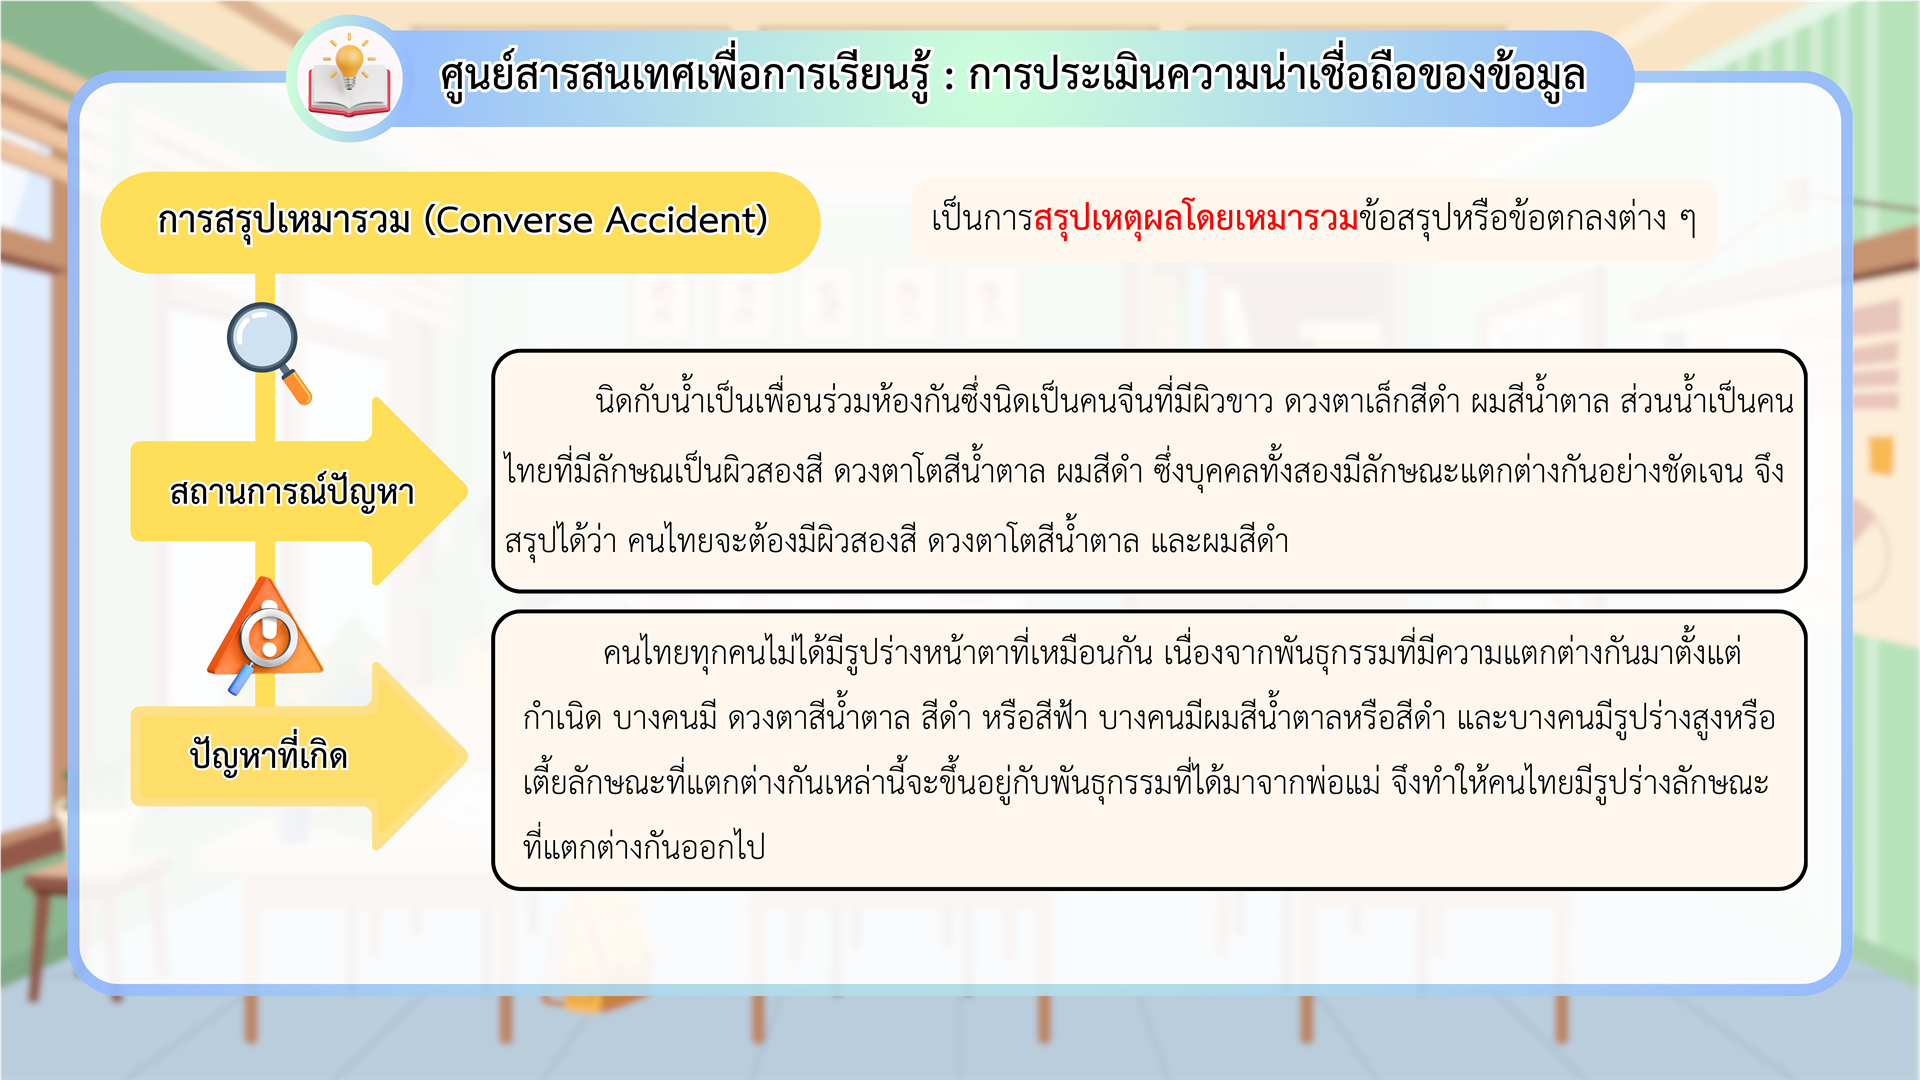 ศูนย์สารสนเทศเพื่อการเรียนรู้ : การประเมินความน่าเชื่อถือของข้อมูล
การสรุปเหมารวม (Converse Accident)
เป็นการสรุปเหตุผลโดยเหมารวมข้อสรุปหรือข้อตกลงต่าง ๆ
สถานการณ์ปัญหา
นิดกับน้ำเป็นเพื่อนร่วมห้องกันซึ่งนิดเป็นคนจีนที่มีผิวขาว ดวงตาเล็กสีดำ ผมสีน้ำตาล ส่วนน้ำเป็นคน
ไทยที่มีลักษณเป็นผิวสองสี ดวงตาโตสีน้ำตาล ผมสีดำ ซึ่งบุคคลทั้งสองมีลักษณะแตกต่างกันอย่างชัดเจน จึง
สรุปได้ว่า คนไทยจะต้องมีผิวสองสี ดวงตาโตสีน้ำตาล และผมสีดำ
ปัญหาที่เกิด
คนไทยทุกคนไม่ได้มีรูปร่างหน้าตาที่เหมือนกัน เนื่องจากพันธุกรรมที่มีความแตกต่างกันมาตั้งแต่
กำเนิด บางคนมี ดวงตาสีน้ำตาล สีดำ หรือสีฟ้า บางคนมีผมสีน้ำตาลหรือสีดำ และบางคนมีรูปร่างสูงหรือ
เตี้ยลักษณะที่แตกต่างกันเหล่านี้จะขึ้นอยู่กับพันธุกรรมที่ได้มาจากพ่อแม่ จึงทำให้คนไทยมีรูปร่างลักษณะ
ที่แตกต่างกันออกไป